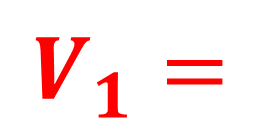 V₁ =